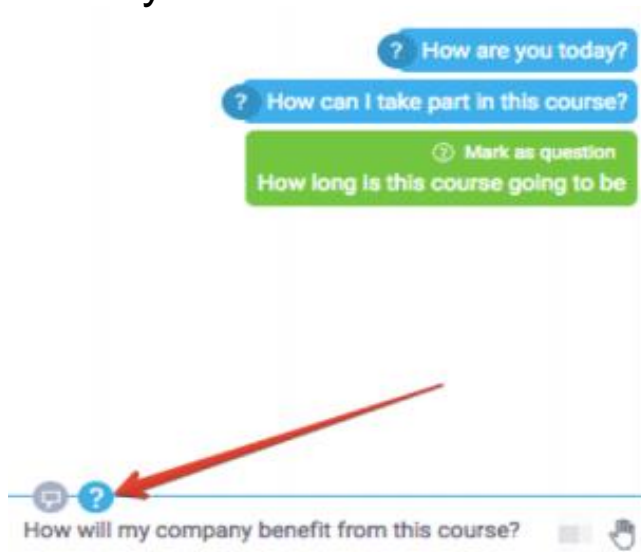 ? How are you today?
? How can I take part in this course?
? Mark as question
How long is this course going to be
?
How will my company benefit from this course?